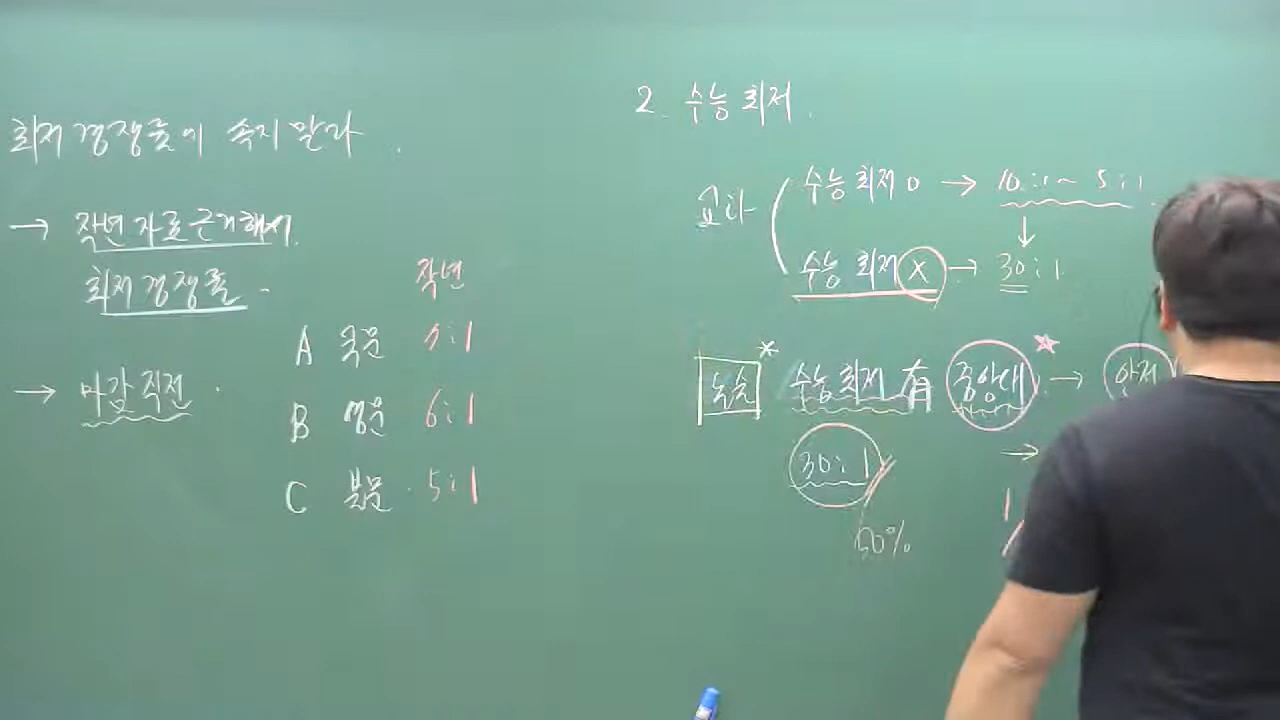 최저 경쟁률에 속지 말라.
→ 작년 자료 근거해서
최저 경쟁률.
→ 마감 직전.
작년
A 국문 7:1
B 영문 6:1
C 불문. 5:1
2. 수능 최저.
교과
수능 최저 O → 10:1 ~ 5:1
↓
수능 최저 X → 30:1
논술 * 수능 최저 有 중앙대 ☆ → 안정
30:1
50%
→
1